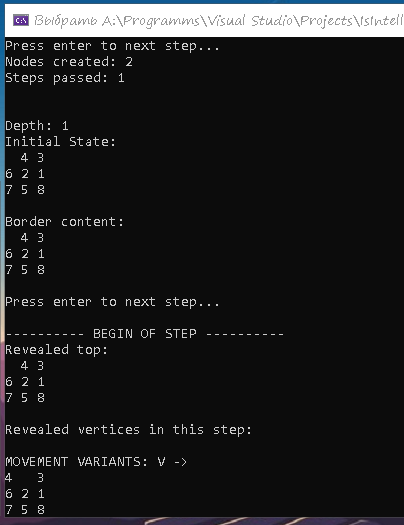 Выбрать A:\Programms\Visual Studio\Projects\IsIntell
Press enter to next step...
Nodes created: 2
Steps passed: 1
Depth: 1
Initial State:
  4 3
6 2 1
7 5 8
Border content:
  4 3
6 2 1
7 5 8
Press enter to next step...
---------- BEGIN OF STEP ----------
Revealed top:
  4 3
6 2 1
7 5 8
Revealed vertices in this step:
MOVEMENT VARIANTS: V ->
4   3
6 2 1
7 5 8